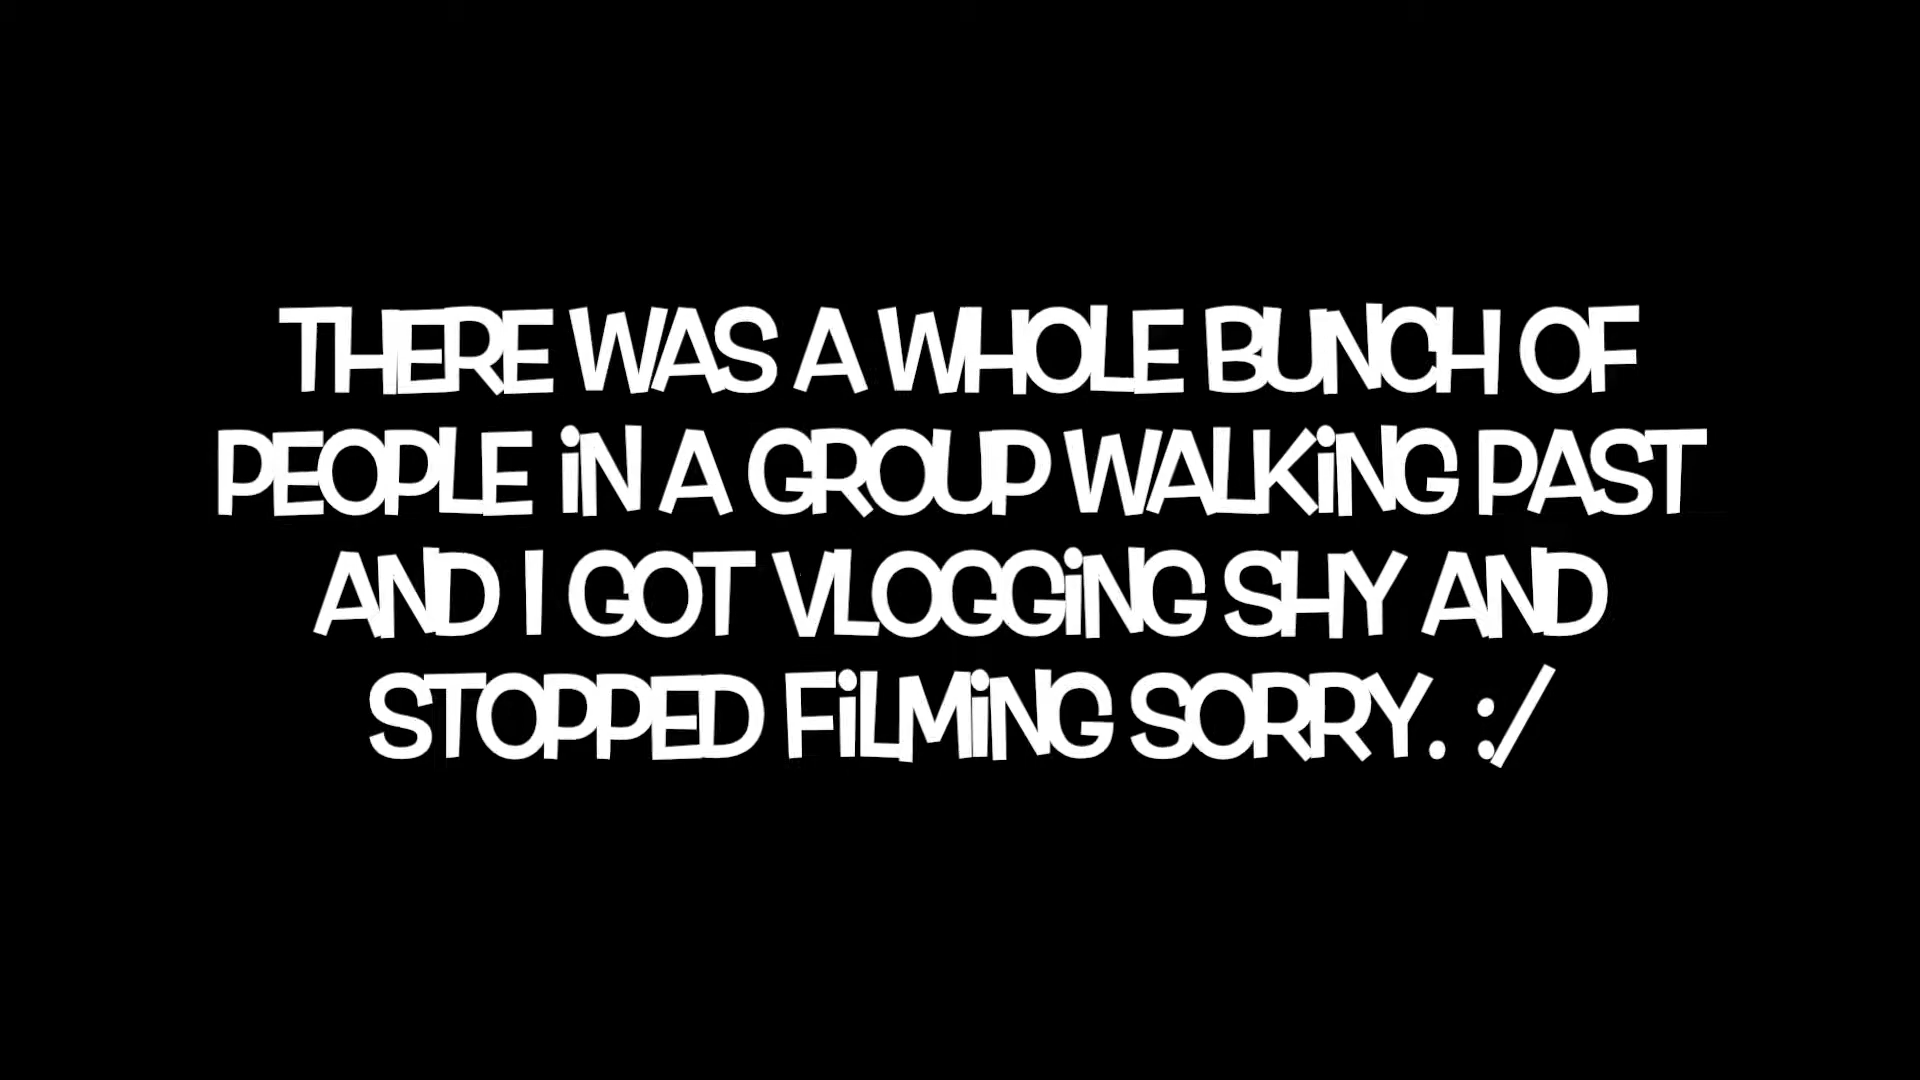 THERE WAS A WHOLE BUNCH OF
PEOPLE iN A GROUP WALKiNG PAST
AND I GOT VLOGGiNG SHY AND
STOPPED FiLMiNG SORRY. :/